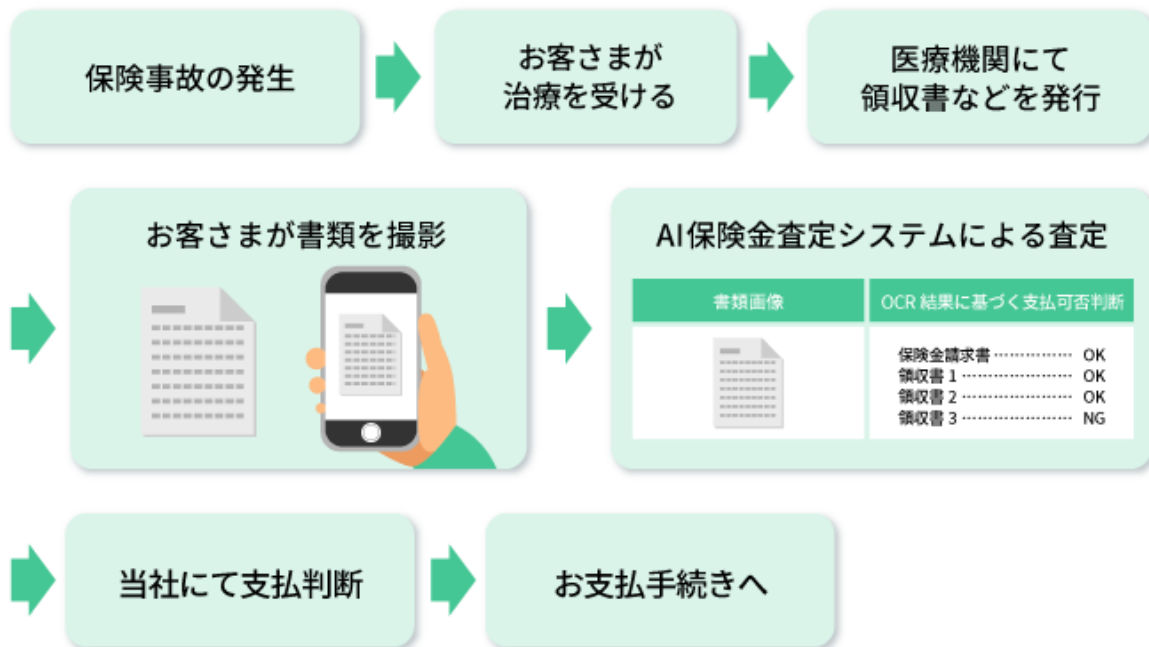 保険事故の発生
お客さまが
治療を受ける
医療機関にて
領収書などを発行
お客さまが書類を撮影
AI保険金査定システムによる査定
書類画像
OCR 結果に基づく支払可否判断
保険金請求書 ……………… OK
領収書 1 ……………………… OK
領収書 2 ……………………… OK
領収書 3 ……………………… NG
当社にて支払判断
お支払手続きへ